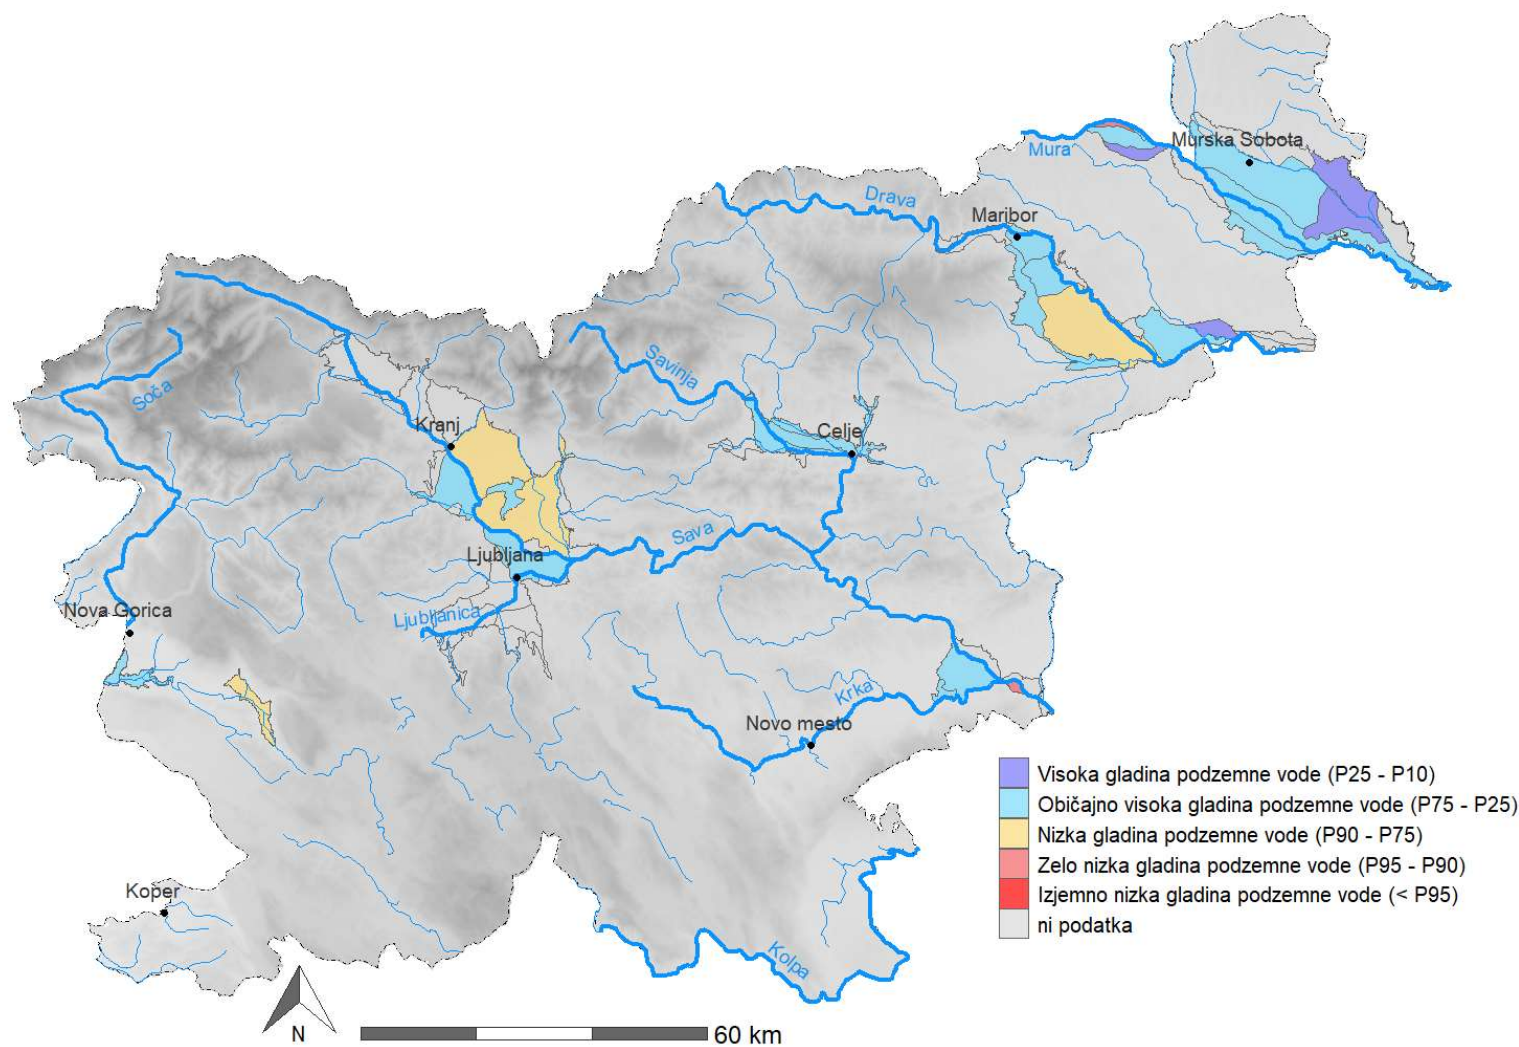 Murska Sobota
Mura
Drava
Maribor
Savinja
Soča
Kranj
Celje
Sava
Ljubljana
Nova Gorica
Ljubljanica
Krka
Novo mesto
Visoka gladina podzemne vode (P25 - P10)
Običajno visoka gladina podzemne vode (P75 - P25)
Nizka gladina podzemne vode (P90 - P75)
Zelo nizka gladina podzemne vode (P95 - P90)
Izjemno nizka gladina podzemne vode (< P95)
ni podatka
Koper
Kolpa
N
60 km